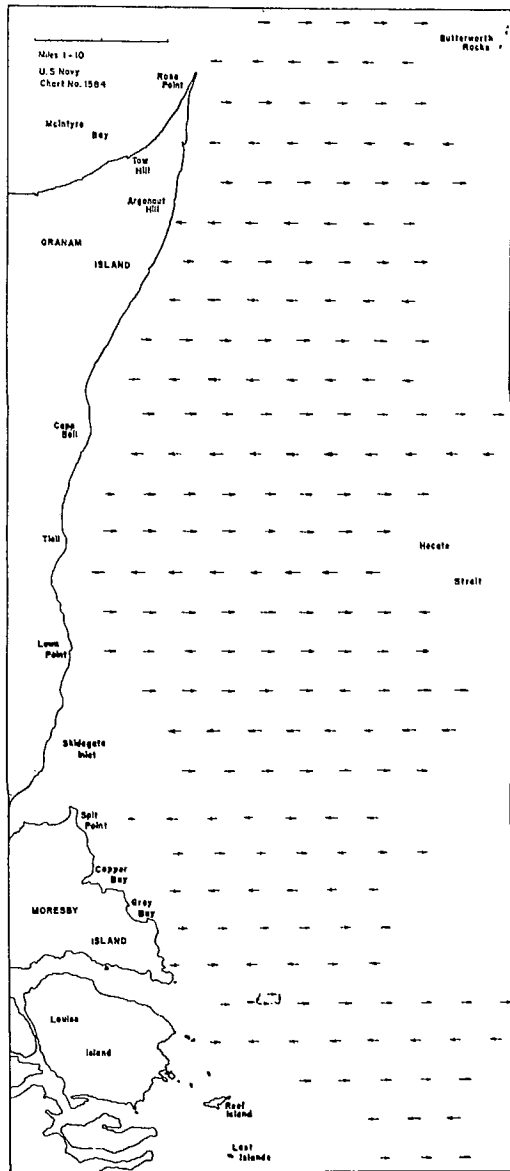 Butterworth
Rocks
Miles 1-10
U.S Navy
Chart No. 1584
Rose
Point
McIntyre
Bay
Tow
Hill
Argonaut
Hill
GRAHAM
ISLAND
Cape
Ball
Tlell
Hecate
Strait
Lawn
Point
Skidegate
Inlet
Spit
Point
Copper
Bay
Gray
Bay
MORESBY
ISLAND
Louise
Island
Reef
Island
Lost
Islands